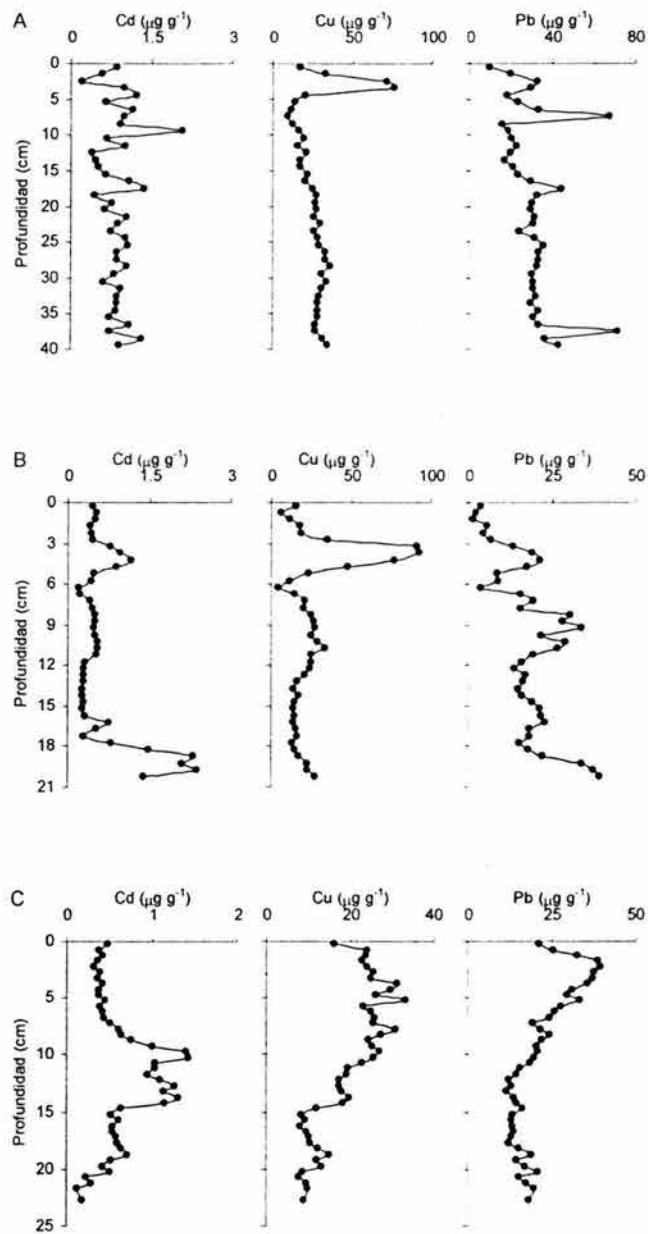 A
Cd (µg g⁻¹) Cu (µg g⁻¹) Pb (µg g⁻¹)
0 1.5 3 0 50 100 0 40 80
Profundidad (cm)
0
5
10
15
20
25
30
35
40
B
Cd (µg g⁻¹) Cu (µg g⁻¹) Pb (µg g⁻¹)
0 1.5 3 0 50 100 0 25 50
Profundidad (cm)
0
3
6
9
12
15
18
21
C
Cd (µg g⁻¹) Cu (µg g⁻¹) Pb (µg g⁻¹)
0 1 2 0 20 40 0 25 50
Profundidad (cm)
0
5
10
15
20
25